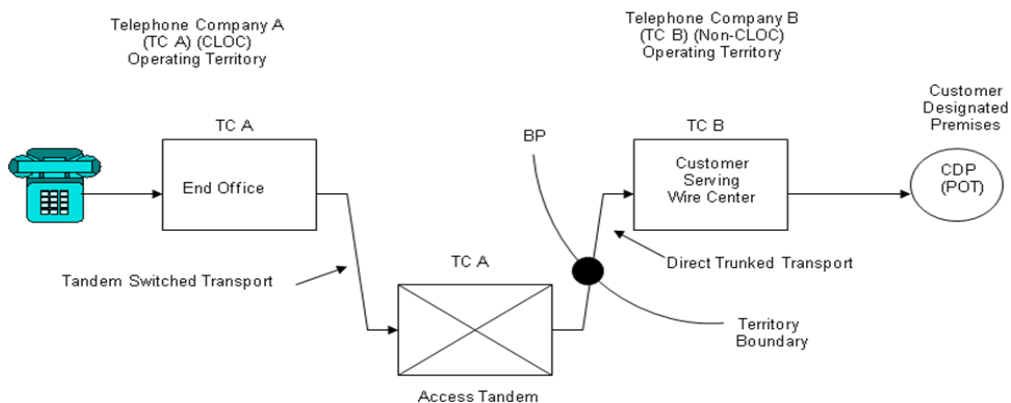 Telephone Company A
(TC A) (CLOC)
Operating Territory
Telephone Company B
(TC B) (Non-CLOC)
Operating Territory
Customer
Designated
Premises
TC A
End Office
BP
TC B
Customer
Serving
Wire Center
CDP
(POT)
Tandem Switched Transport
TC A
Direct Trunked Transport
Territory
Boundary
Access Tandem